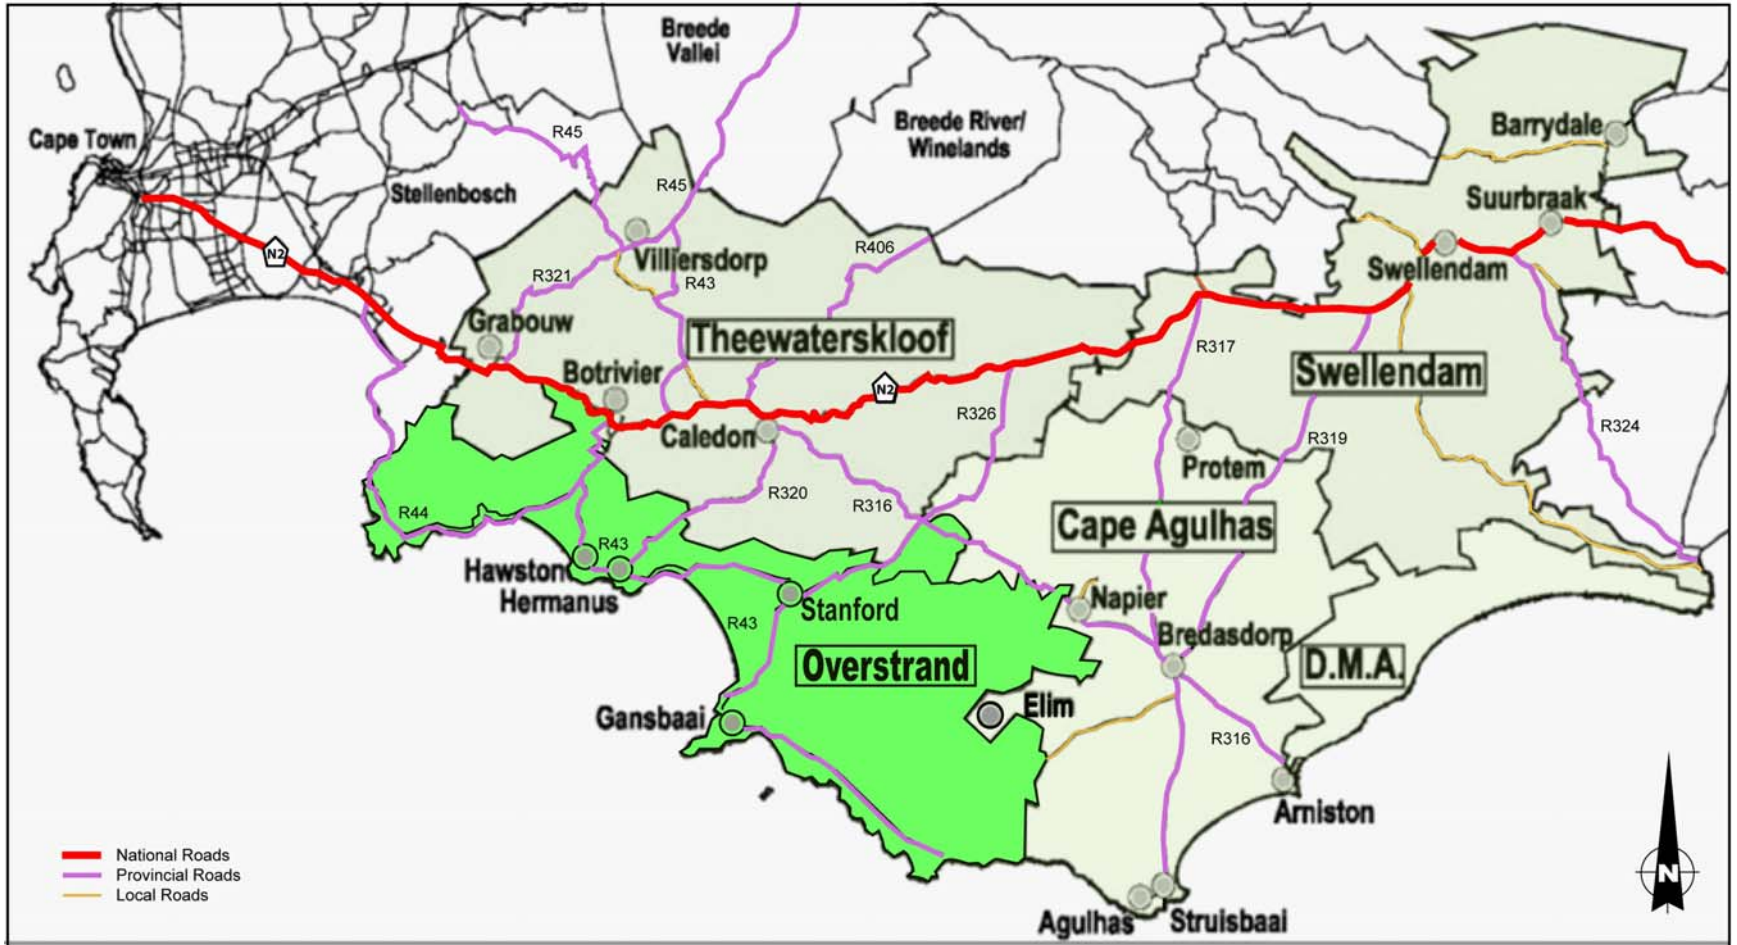 Breede
Vallei
Cape Town
R45
Breede River/
Winelands
Barrydale
Stellenbosch
R45
Suurbraak
N2
Villiersdorp
R406
Swellendam
R321
R43
Grabouw
Theewaterskloof
R317
Botrivier
N2
Swellendam
R326
Caledon
R324
R319
Protem
R320
R316
R44
Cape Agulhas
R43
Hawston
Hermanus
Napier
Stanford
R43
Bredasdorp
Overstrand
D.M.A.
Elim
Gansbaai
R316
Arniston
National Roads
Provincial Roads
Local Roads
N
Agulhas
Struisbaai